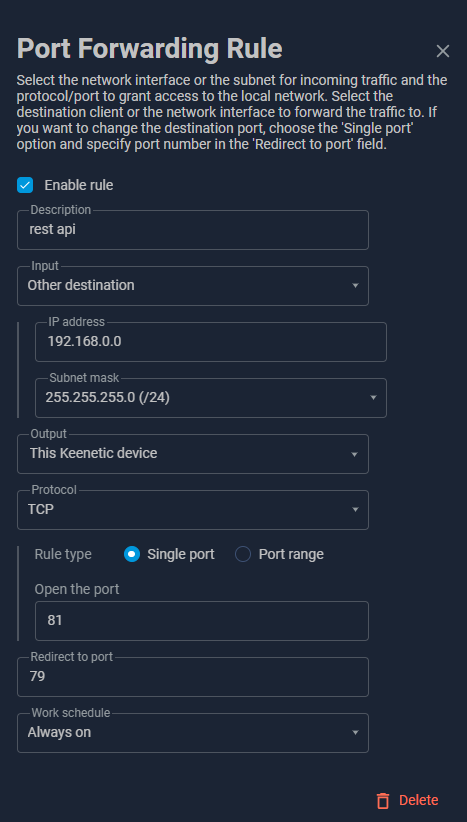 Port Forwarding Rule
Select the network interface or the subnet for incoming traffic and the
protocol/port to grant access to the local network. Select the
destination client or the network interface to forward the traffic to. If
you want to change the destination port, choose the 'Single port'
option and specify port number in the 'Redirect to port' field.
Enable rule
Description
rest api
Input
Other destination
IP address
192.168.0.0
Subnet mask
255.255.255.0 (/24)
Output
This Keenetic device
Protocol
TCP
Rule type Single port Port range
Open the port
81
Redirect to port
79
Work schedule
Always on
Delete